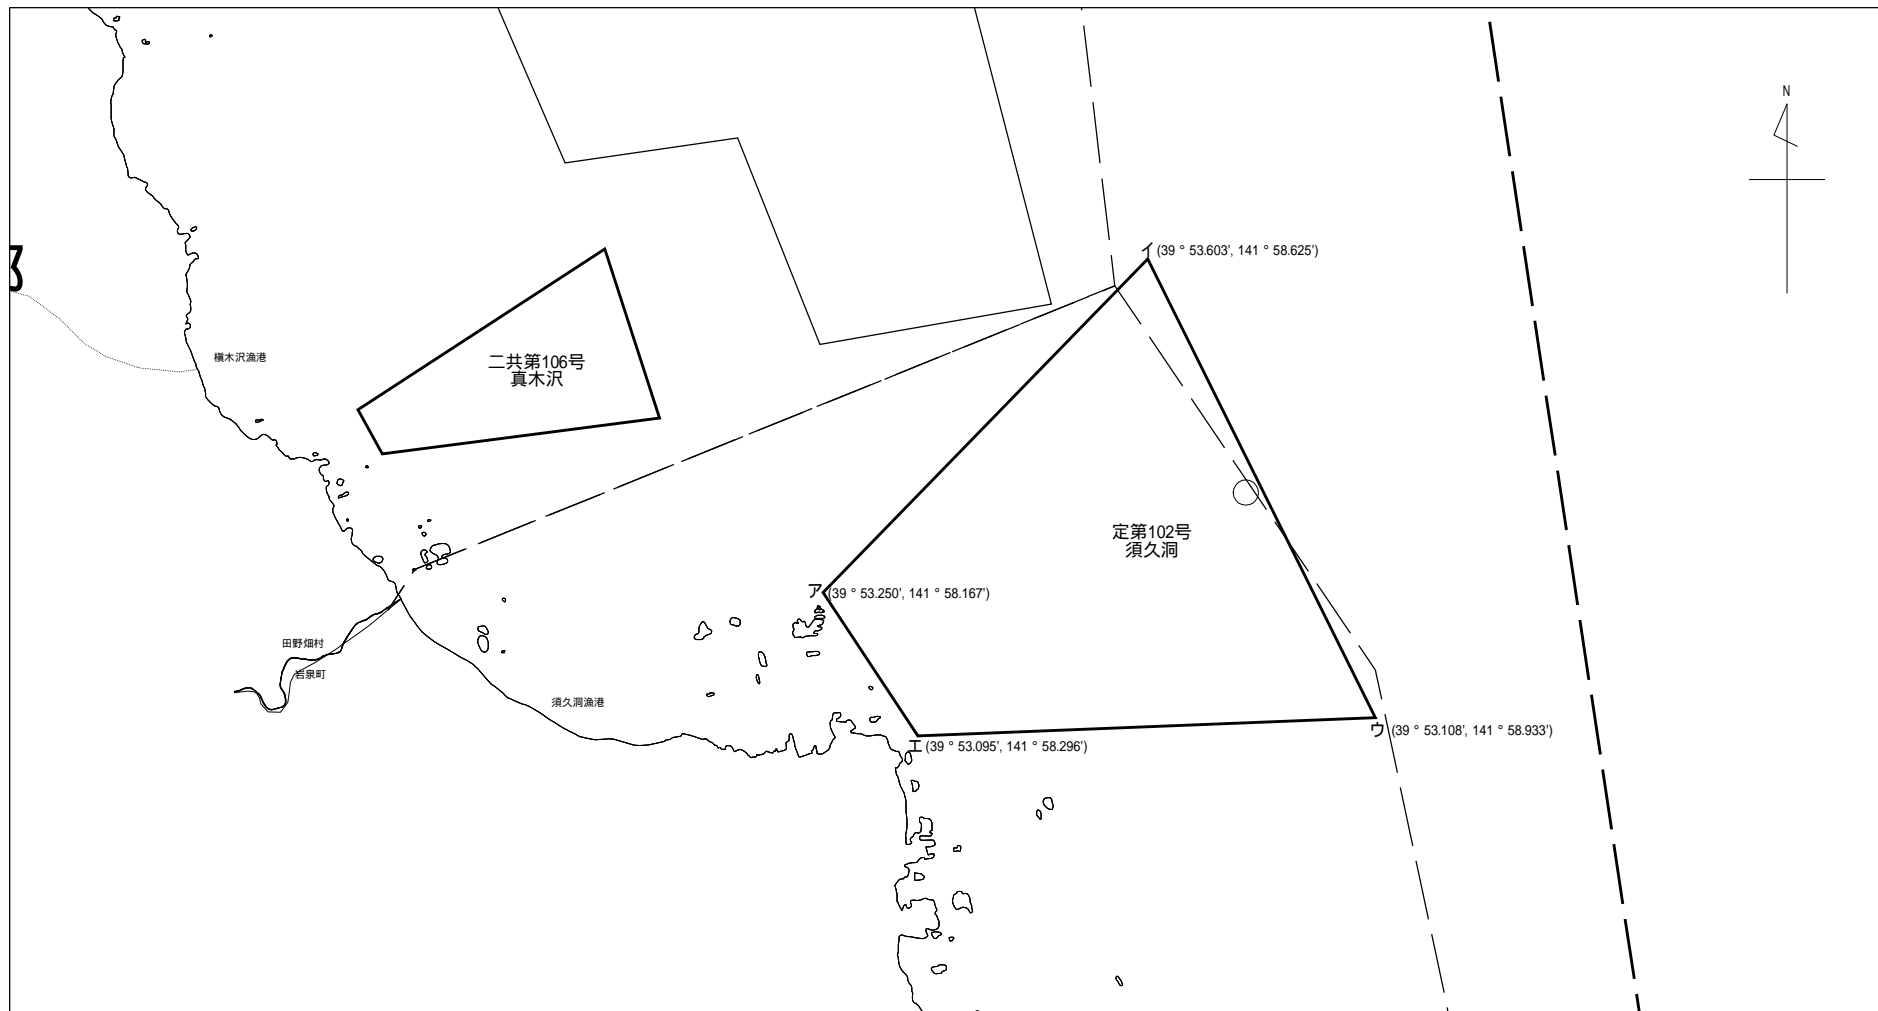 N
イ (39 ° 53.603', 141 ° 58.625')
槇木沢漁港
二共第106号
真木沢
定第102号
須久洞
ア (39 ° 53.250', 141 ° 58.167')
田野畑村
岩泉町
須久洞漁港
エ (39 ° 53.095', 141 ° 58.296')
ウ (39 ° 53.108', 141 ° 58.933')